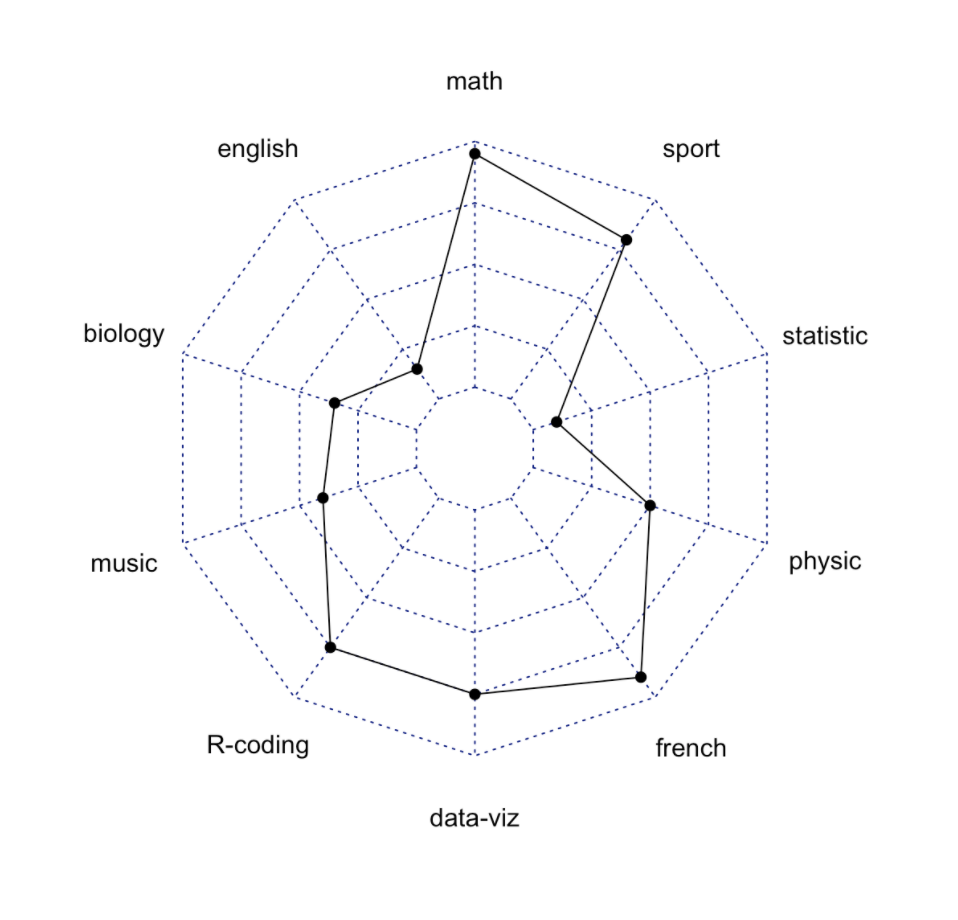 math
english
sport
biology
statistic
music
physic
R-coding
french
data-viz